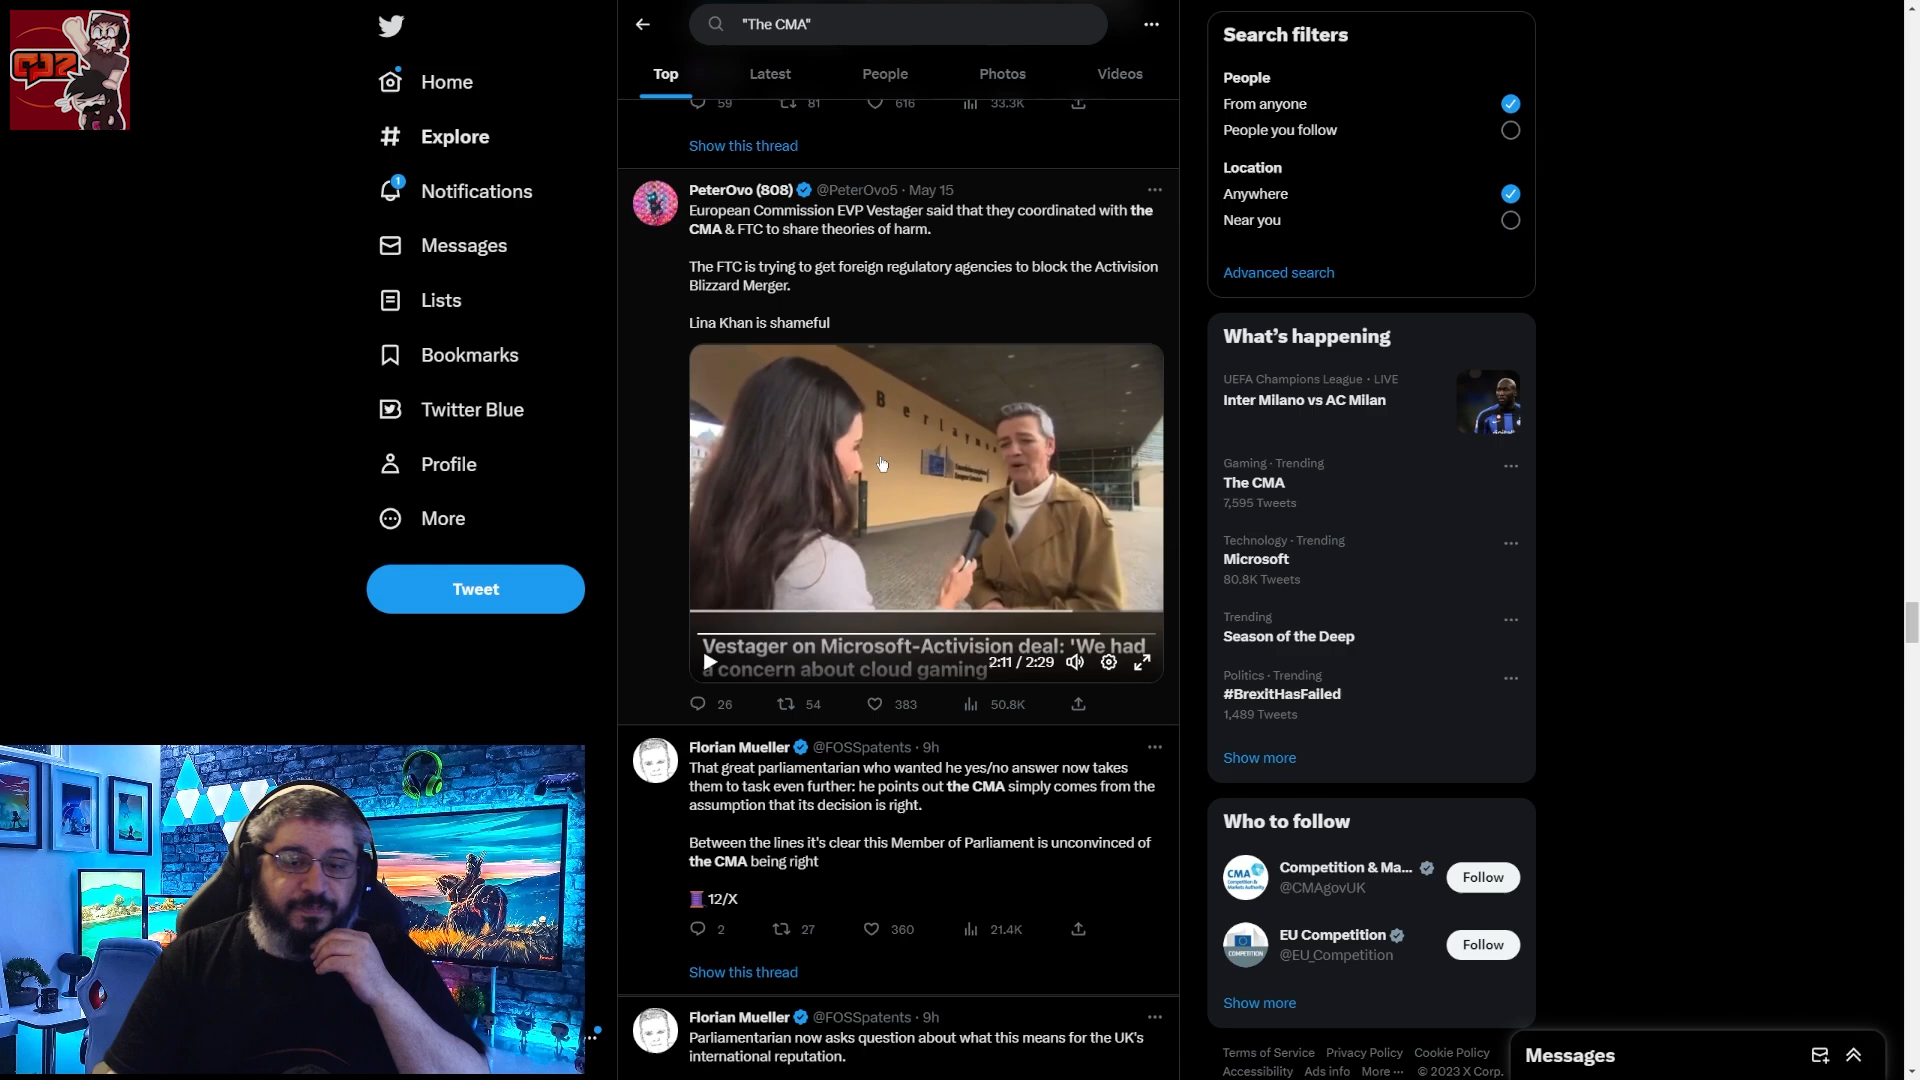 Home
Explore
1
Notifications
Messages
Lists
Bookmarks
Twitter Blue
Profile
More
Tweet
"The CMA"
Top
Latest
People
Photos
Videos
59
81
616
33.3K
Show this thread
PeterOvo (808) @PeterOvo5 · May 15
European Commission EVP Vestager said that they coordinated with the
CMA & FTC to share theories of harm.
The FTC is trying to get foreign regulatory agencies to block the Activision
Blizzard Merger.
Lina Khan is shameful
Berlaymo
European Commission
Vestager on Microsoft-Activision deal: 'We had
a concern about cloud gaming
2:11 / 2:29
26
54
383
50.8K
Florian Mueller @FOSSpatents · 9h
That great parliamentarian who wanted he yes/no answer now takes
them to task even further: he points out the CMA simply comes from the
assumption that its decision is right.
Between the lines it's clear this Member of Parliament is unconvinced of
the CMA being right
12/X
2
27
360
21.4K
Show this thread
Florian Mueller @FOSSpatents · 9h
Parliamentarian now asks question about what this means for the UK's
international reputation.
Search filters
People
From anyone
People you follow
Location
Anywhere
Near you
Advanced search
What's happening
UEFA Champions League · LIVE
Inter Milano vs AC Milan
Gaming · Trending
The CMA
7,595 Tweets
Technology · Trending
Microsoft
80.8K Tweets
Trending
Season of the Deep
Politics · Trending
#BrexitHasFailed
1,489 Tweets
Show more
Who to follow
CMA
Competition & Markets Authority
Competition & Ma...
@CMAgovUK
Follow
COMPETITION
EU Competition
@EU_Competition
Follow
Show more
Terms of Service Privacy Policy Cookie Policy
Accessibility Ads info More ··· © 2023 X Corp.
Messages